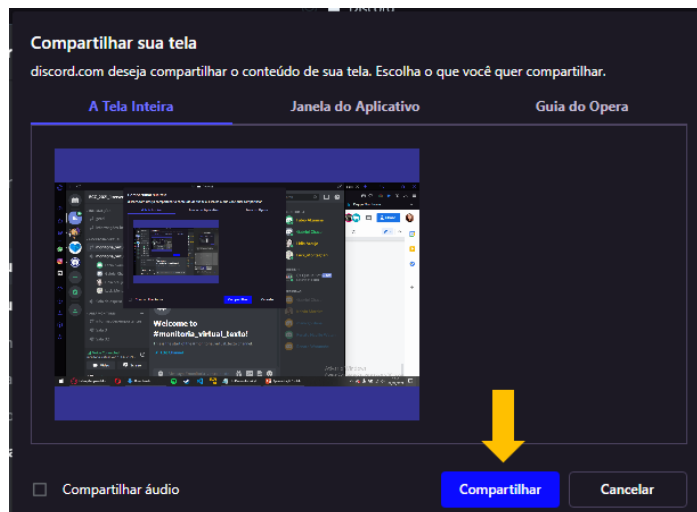 Discord
Compartilhar sua tela
discord.com deseja compartilhar o conteúdo de sua tela. Escolha o que você quer compartilhar.
A Tela Inteira
Janela do Aplicativo
Guia do Opera
Welcome to
#monitoria_virtual_texto!
Compartilhar áudio
Compartilhar
Cancelar